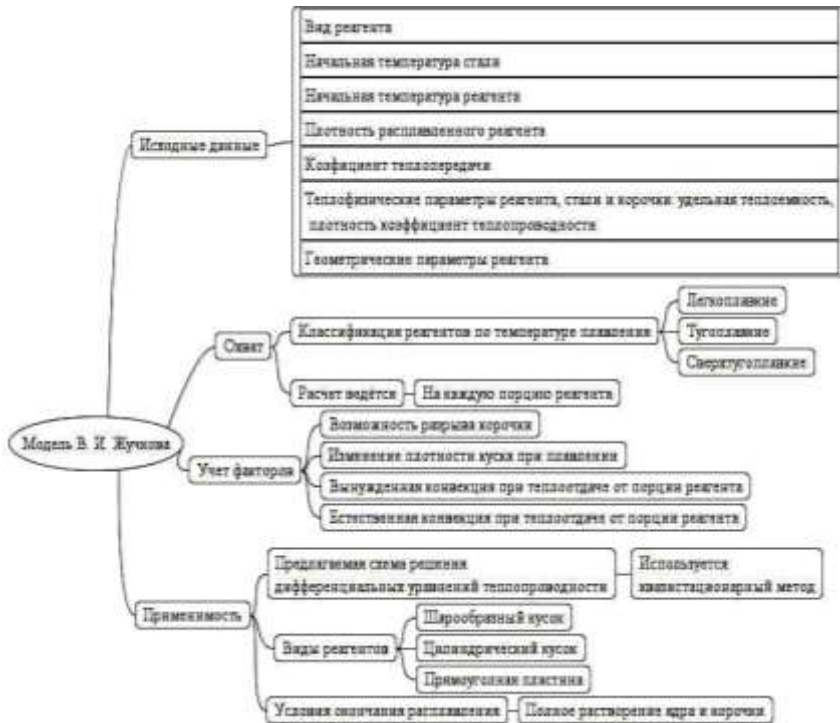 Вид реагента
Начальная температура стали
Начальная температура реагента
Плотность расплавленного реагента
Исходные данные
Коэфициент теплопередачи
Теплофизические параметры реагента, стали и корочки: удельная теплоемкость,
плотность коэффициент теплопроводности
Геометрические параметры реагента
Легкоплавкие
Классификация реагентов по температуре плавления
Тугоплавкие
Охват
Сверхтугоплавкие
Расчет ведётся
На каждую порцию реагента
Модель В. И. Жучкова
Возможность разрыва корочки
Изменение плотности куска при плавлении
Учет факторов
Вынужденная конвекция при теплоотдаче от порции реагента
Естественная конвекция при теплоотдаче от порции реагента
Предлагаемая схема решения
дифференциальных уравнений теплопроводности
Используется
квазистационарный метод
Применимость
Шарообразный кусок
Виды реагентов
Цилиндрический кусок
Прямоуголная пластина
Условия окончания расплавления
Полное растворение ядра и корочки